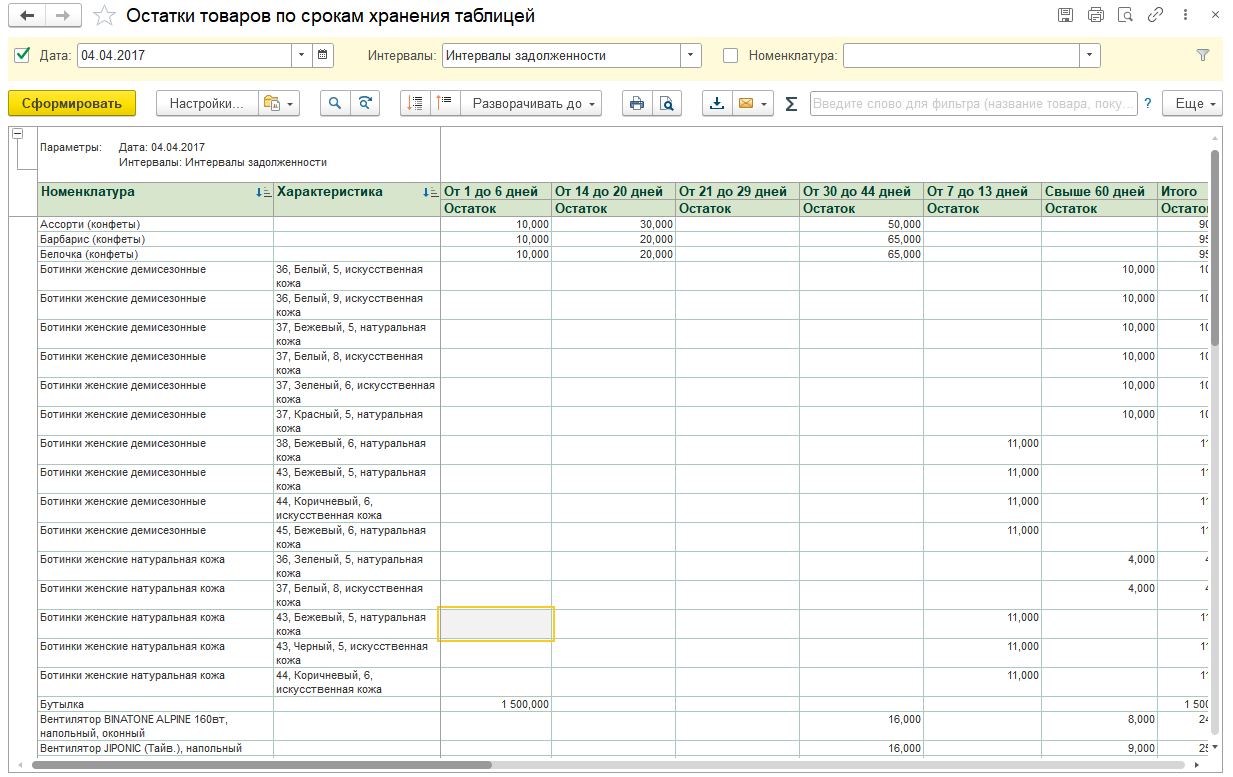 Остатки товаров по срокам хранения таблицей
Дата: 04.04.2017 Интервалы: Интервалы задолженности Номенклатура:
Сформировать Настройки... Разворачивать до Σ Введите слово для фильтра (название товара, поку... ? Еще
Параметры: Дата: 04.04.2017
Интервалы: Интервалы задолженности
Номенклатура Характеристика От 1 до 6 дней От 14 до 20 дней От 21 до 29 дней От 30 до 44 дней От 7 до 13 дней Свыше 60 дней Итого
Остаток Остаток Остаток Остаток Остаток Остаток
Ассорти (конфеты) 10,000 30,000 50,000
Барбарис (конфеты) 10,000 20,000 65,000
Белочка (конфеты) 10,000 20,000 65,000
Ботинки женские демисезонные 36, Белый, 5, искусственная 10,000
кожа
Ботинки женские демисезонные 36, Белый, 9, искусственная 10,000
кожа
Ботинки женские демисезонные 37, Бежевый, 5, натуральная 10,000
кожа
Ботинки женские демисезонные 37, Белый, 8, искусственная 10,000
кожа
Ботинки женские демисезонные 37, Зеленый, 6, искусственная 10,000
кожа
Ботинки женские демисезонные 37, Красный, 5, натуральная 10,000
кожа
Ботинки женские демисезонные 38, Бежевый, 6, натуральная 11,000
кожа
Ботинки женские демисезонные 43, Бежевый, 5, натуральная 11,000
кожа
Ботинки женские демисезонные 44, Коричневый, 6, 11,000
искусственная кожа
Ботинки женские демисезонные 45, Бежевый, 6, натуральная 11,000
кожа
Ботинки женские натуральная кожа 36, Зеленый, 5, натуральная 4,000
кожа
Ботинки женские натуральная кожа 37, Белый, 8, искусственная 4,000
кожа
Ботинки женские натуральная кожа 43, Бежевый, 5, натуральная 11,000
кожа
Ботинки женские натуральная кожа 43, Черный, 5, искусственная 11,000
кожа
Ботинки женские натуральная кожа 44, Коричневый, 6, 11,000
искусственная кожа
Бутылка 1 500,000 1 500
Вентилятор BINATONE ALPINE 160вт, 16,000 8,000
напольный, оконный
Вентилятор JIPONIC (Тайв.), напольный 16,000 9,000